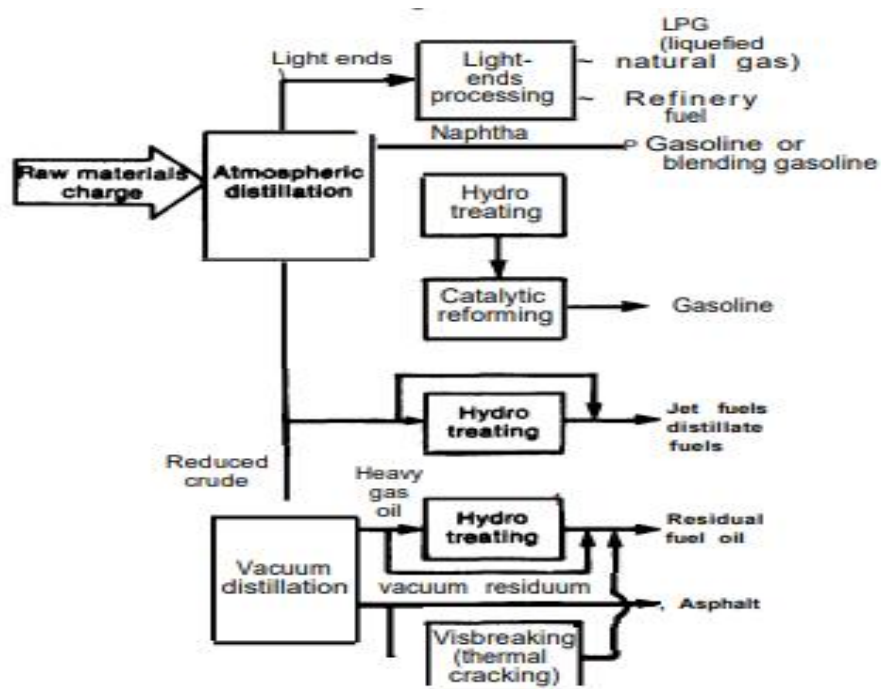 LPG
(liquefied
natural gas)
Light ends
Light-
ends
processing
~
~ Refinery
fuel
Naphtha
P Gasoline or
blending gasoline
Raw materials
charge
Atmospheric
distillation
Hydro
treating
Catalytic
reforming
Gasoline
Hydro
treating
Jet fuels
distillate
fuels
Reduced
crude
Heavy
gas
oil
Hydro
treating
Residual
fuel oil
Vacuum
distillation
vacuum residuum
Asphalt
Visbreaking
(thermal
cracking)